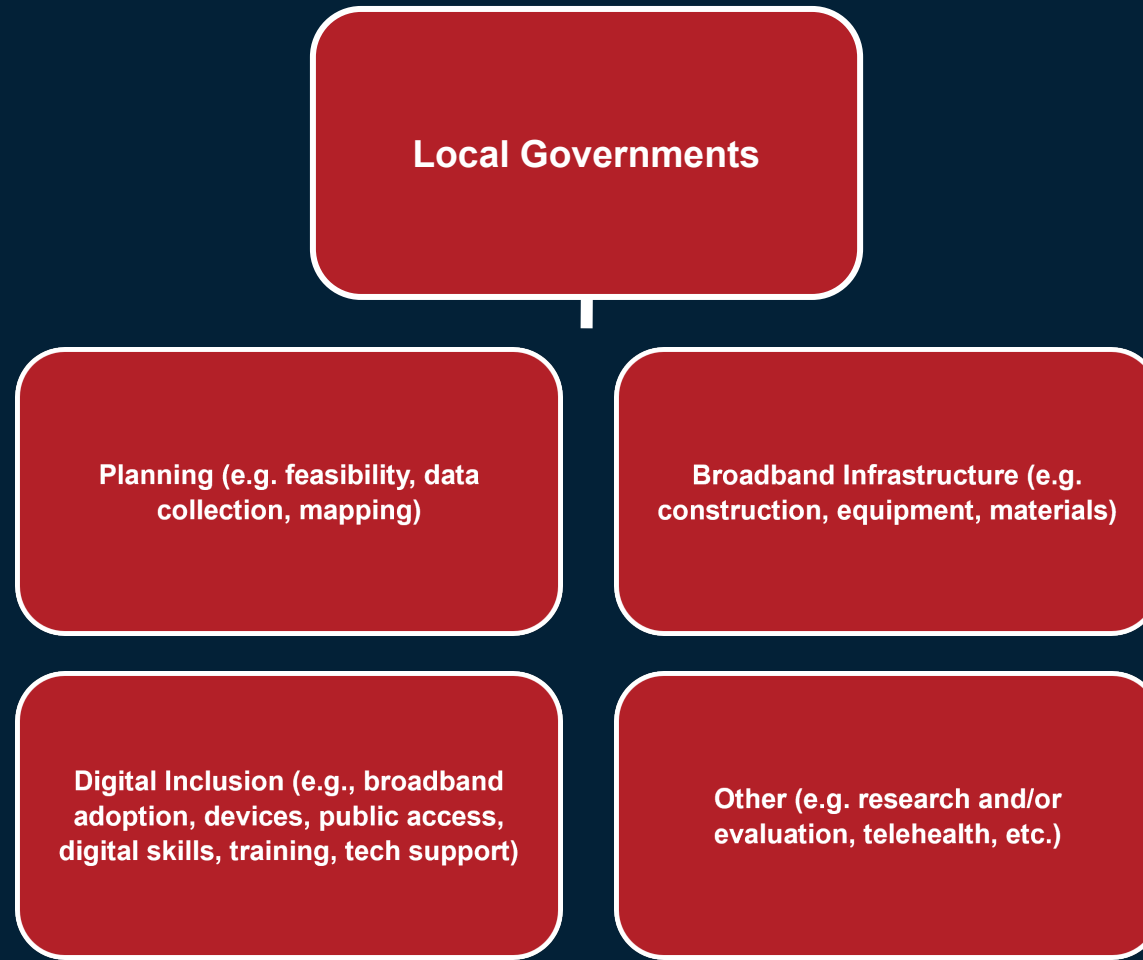 Local Governments
Planning (e.g. feasibility, data
collection, mapping)
Broadband Infrastructure (e.g.
construction, equipment, materials)
Digital Inclusion (e.g., broadband
adoption, devices, public access,
digital skills, training, tech support)
Other (e.g. research and/or
evaluation, telehealth, etc.)